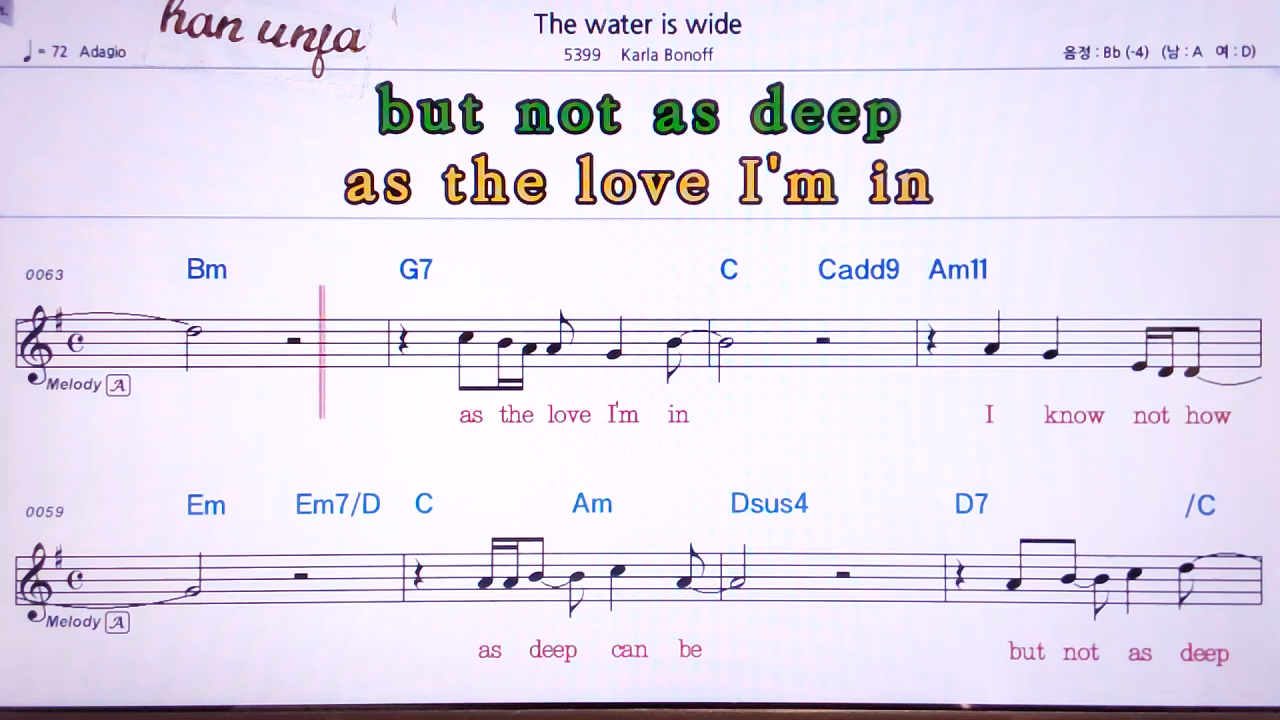 han unfa
The water is wide
♩ = 72 Adagio
5399 Karla Bonoff
음정 : Bb (-4) (남 : A 여 : D)
but not as deep
as the love I'm in
0063 Bm G7 C Cadd9 Am11
Melody A
as the love I'm in I know not how
0059 Em Em7/D C Am Dsus4 D7 /C
Melody A
as deep can be but not as deep